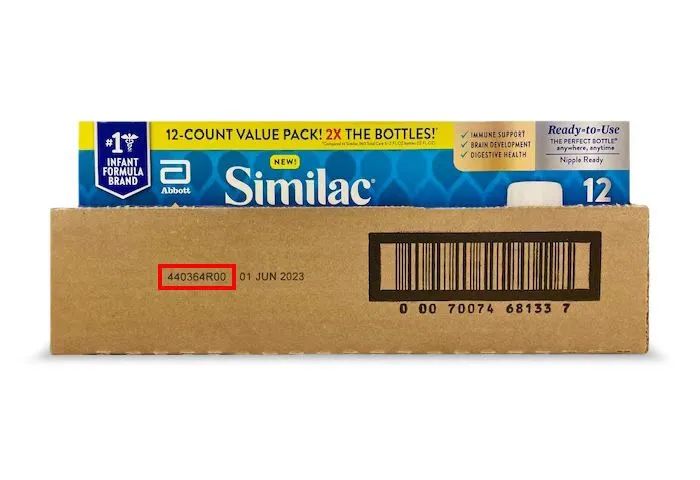 #1
INFANT
FORMULA
BRAND
Abbott
12-COUNT VALUE PACK! 2X THE BOTTLES!*
NEW!
Similac®
✓ IMMUNE SUPPORT
✓ BRAIN DEVELOPMENT
✓ DIGESTIVE HEALTH
Ready-to-Use
THE PERFECT BOTTLE*
anywhere, anytime
Nipple Ready
12
440364R00 01 JUN 2023
0 00 70074 68133 7